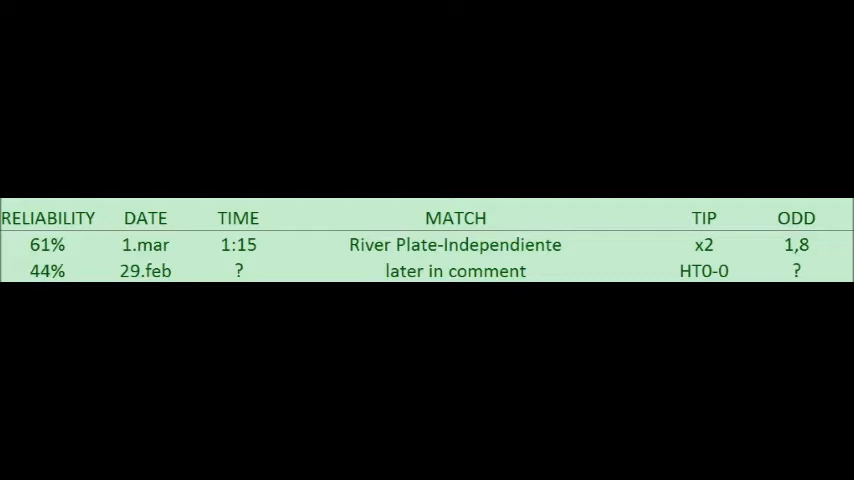 RELIABILITY DATE TIME MATCH TIP ODD
61% 1.mar 1:15 River Plate-Independiente x2 1,8
44% 29.feb ? later in comment HT0-0 ?